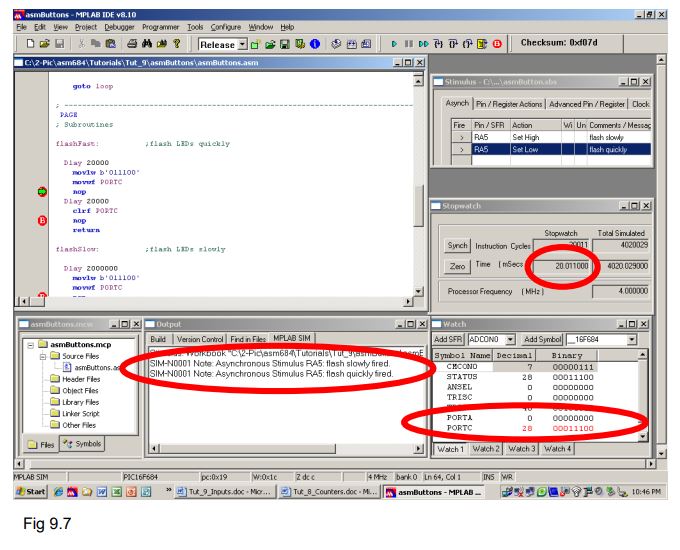 asmButtons - MPLAB IDE v8.10
File Edit View Project Debugger Programmer Tools Configure Window Help
Release Checksum: 0xf07d
C:\2-Pic\asm684\Tutorials\Tut_9\asmButtons\asmButtons.asm
goto loop
; ----------
PAGE
; Subroutines
flashFast: ;flash LEDs quickly
Dlay 20000
movlw b'011100'
movwf PORTC
nop
Dlay 20000
clrf PORTC
B nop
return
flashSlow: ;flash LEDs slowly
Dlay 2000000
movlw b'011100'
movwf PORTC
Stimulus - C:\...\asmButton.sbs
Asynch Pin / Register Actions Advanced Pin / Register Clock
Fire Pin / SFR Action Wi Un Comments / Messag
> RA5 Set High flash slowly
> RA5 Set Low flash quickly
Stopwatch
Stopwatch Total Simulated
Synch Instruction Cycles 20011 4020029
Zero Time (mSecs 20.011000 4020.029000
Processor Frequency (MHz) 4.000000
asmButtons.mcw
asmButtons.mcp
Source Files
asmButtons.as
Header Files
Object Files
Library Files
Linker Script
Other Files
Files Symbols
Output
Build Version Control Find in Files MPLAB SIM
Workbook "C:\2-Pic\asm684\Tutorials\Tut_9\
SIM-N0001 Note: Asynchronous Stimulus RA5: flash slowly fired.
SIM-N0001 Note: Asynchronous Stimulus RA5: flash quickly fired.
Watch
Add SFR ADCON0 Add Symbol __16F684
Symbol Name Decimal Binary
CMCON0 7 00000111
STATUS 28 00011100
ANSEL 0 00000000
TRISC 0 00000000
PORTA 0 00000000
PORTC 28 00011100
Watch 1 Watch 2 Watch 3 Watch 4
MPLAB SIM PIC16F684 pc:0x19 W:0x1c Z dc c 4 MHz bank 0 Ln 64, Col 1 INS WR
Start Tut_9_Inputs.doc - Micr... Tut_8_Counters.doc - Mi... asmButtons - MPLAB ... 10:46 PM
Fig 9.7